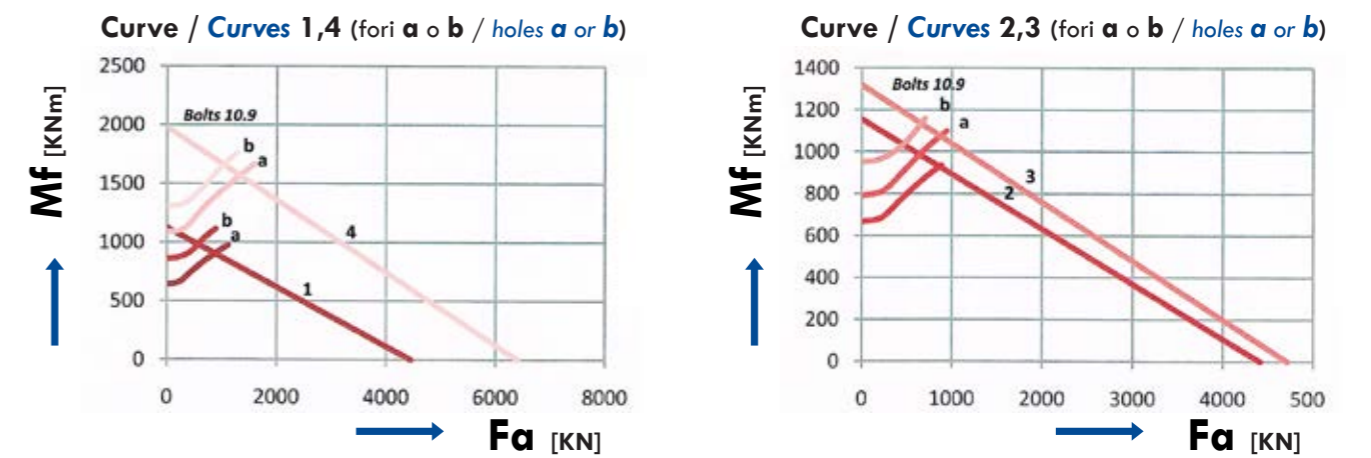 Curve / Curves 1,4 (fori a o b / holes a or b)
2500
2000
1500
1000
500
0
Mf [KNm]
Bolts 10.9
b
a
b
a
4
1
0 2000 4000 6000 8000
Fa [KN]
Curve / Curves 2,3 (fori a o b / holes a or b)
1400
1200
1000
800
600
400
200
0
Mf [KNm]
Bolts 10.9
b
a
3
2
0 1000 2000 3000 4000 500
Fa [KN]